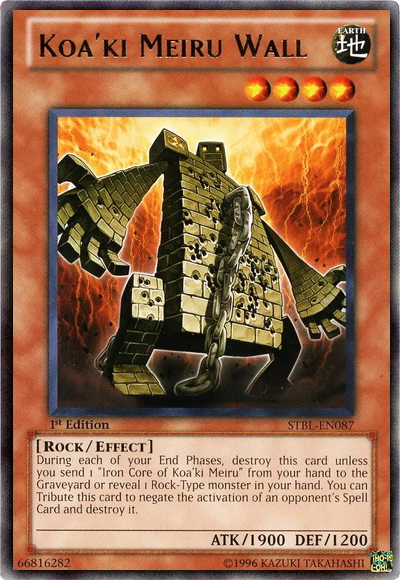 KOA'KI MEIRU WALL
EARTH
地
1st Edition
STBL-EN087
[ROCK/EFFECT]
During each of your End Phases, destroy this card unless
you send 1 "Iron Core of Koa'ki Meiru" from your hand to the
Graveyard or reveal 1 Rock-Type monster in your hand. You can
Tribute this card to negate the activation of an opponent's Spell
Card and destroy it.
ATK/1900 DEF/1200
66816282
©1996 KAZUKI TAKAHASHI